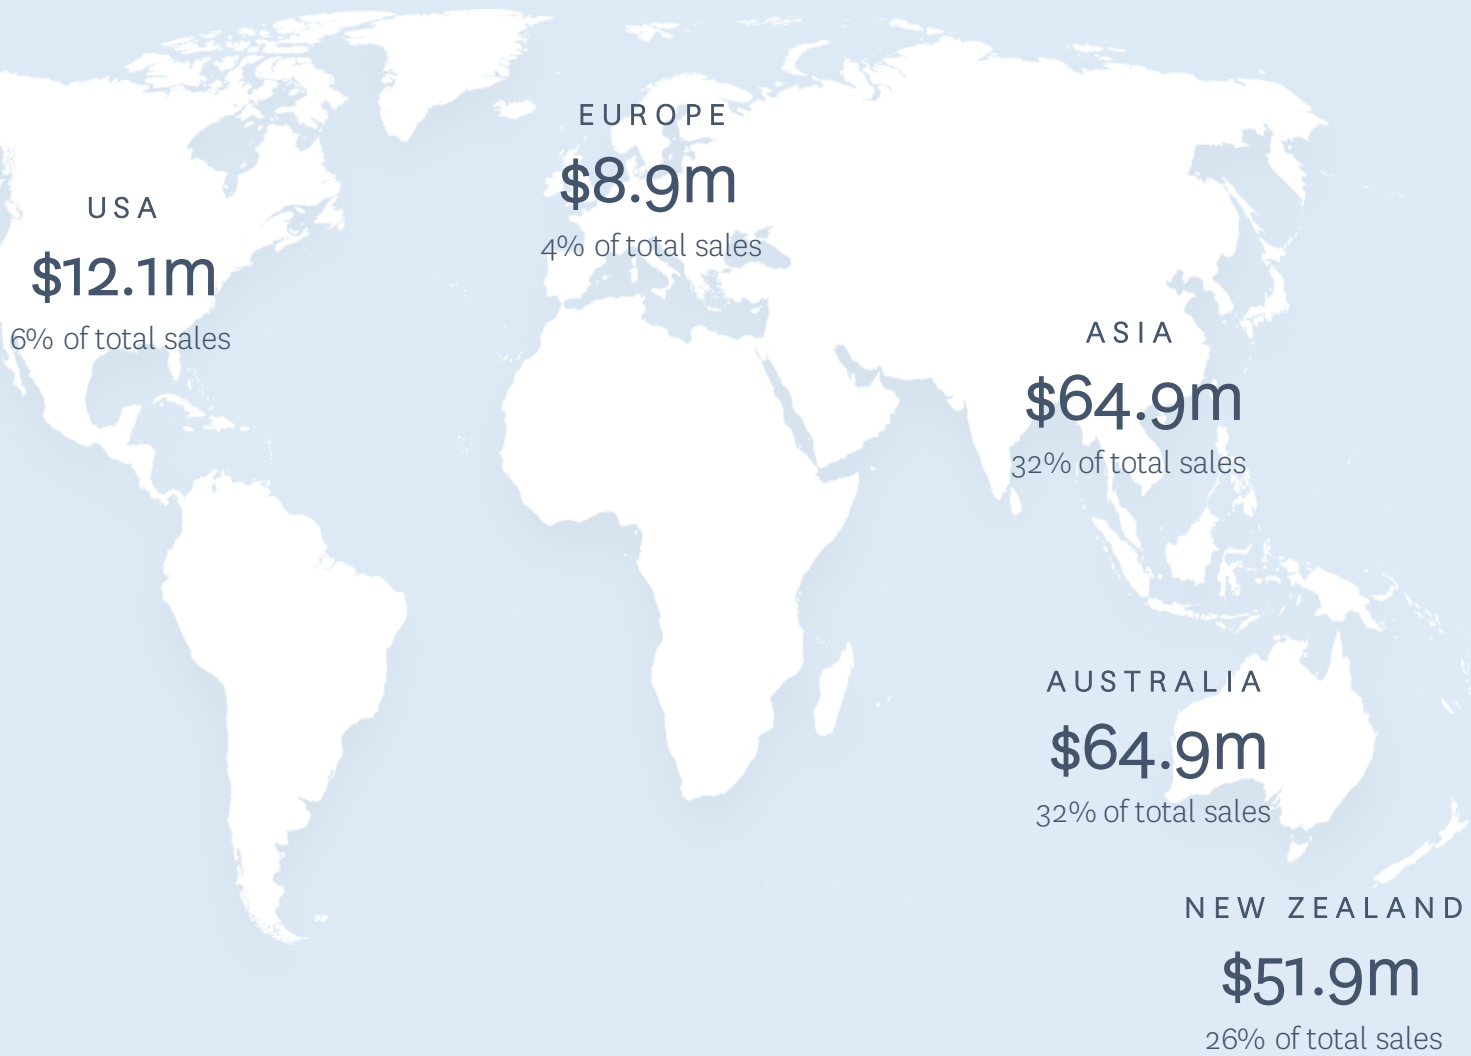 EUROPE
$8.9m
4% of total sales
USA
$12.1m
6% of total sales
ASIA
$64.9m
32% of total sales
AUSTRALIA
$64.9m
32% of total sales
NEW ZEALAND
$51.9m
26% of total sales